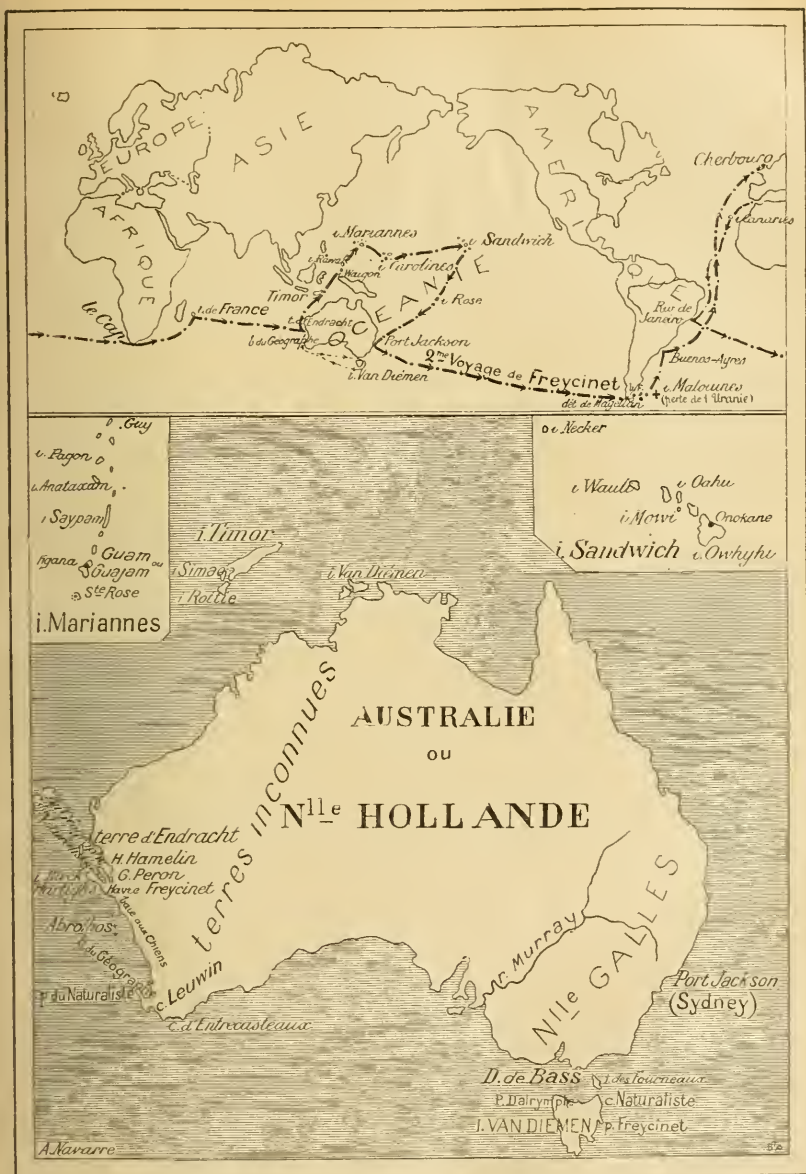 EUROPE
ASIE
AMERIQUE
AFRIQUE
OCEANIE
Cherbourg
i. Canaries
i. Mariannes
i. Sandwich
i. Carolines
i. Rawak
i. Waugon
Timor
i. Rose
le Cap
i. de France
t. d'Endracht
b. du Géographe
Port Jackson
i. Van Diémen
2me Voyage de Freycinet
Rio de
Janeiro
Buenos-Ayres
i. Malouines
(perte de l'Uranie)
dét. de Magellan
Guy
i. Pagon
i. Anataxam
i Saypam
Agana
Guam ou
Guajam
Ste Rose
i. Mariannes
i. Timor
i Simao
i Rottie
i. Van Diémen
i Necker
i Waull
i Oahu
i. Mowi
Onokane
i. Sandwich
i. Owhyhi
terres inconnues
AUSTRALIE
ou
Nlle HOLLANDE
terre d'Endracht
H. Hamelin
G. Peron
Havre Freycinet
baie aux Chiens
Abrolhos
b. du Géographe
p. du Naturaliste
c. Leuwin
C. d'Entrecasteaux
r. Murray
Nlle GALLES
Port Jackson
(Sydney)
D. de Bass
i. des Fourneaux
P. Dalrymple
c. Naturaliste
I. VAN DIEMEN
p. Freycinet
A. Navarre